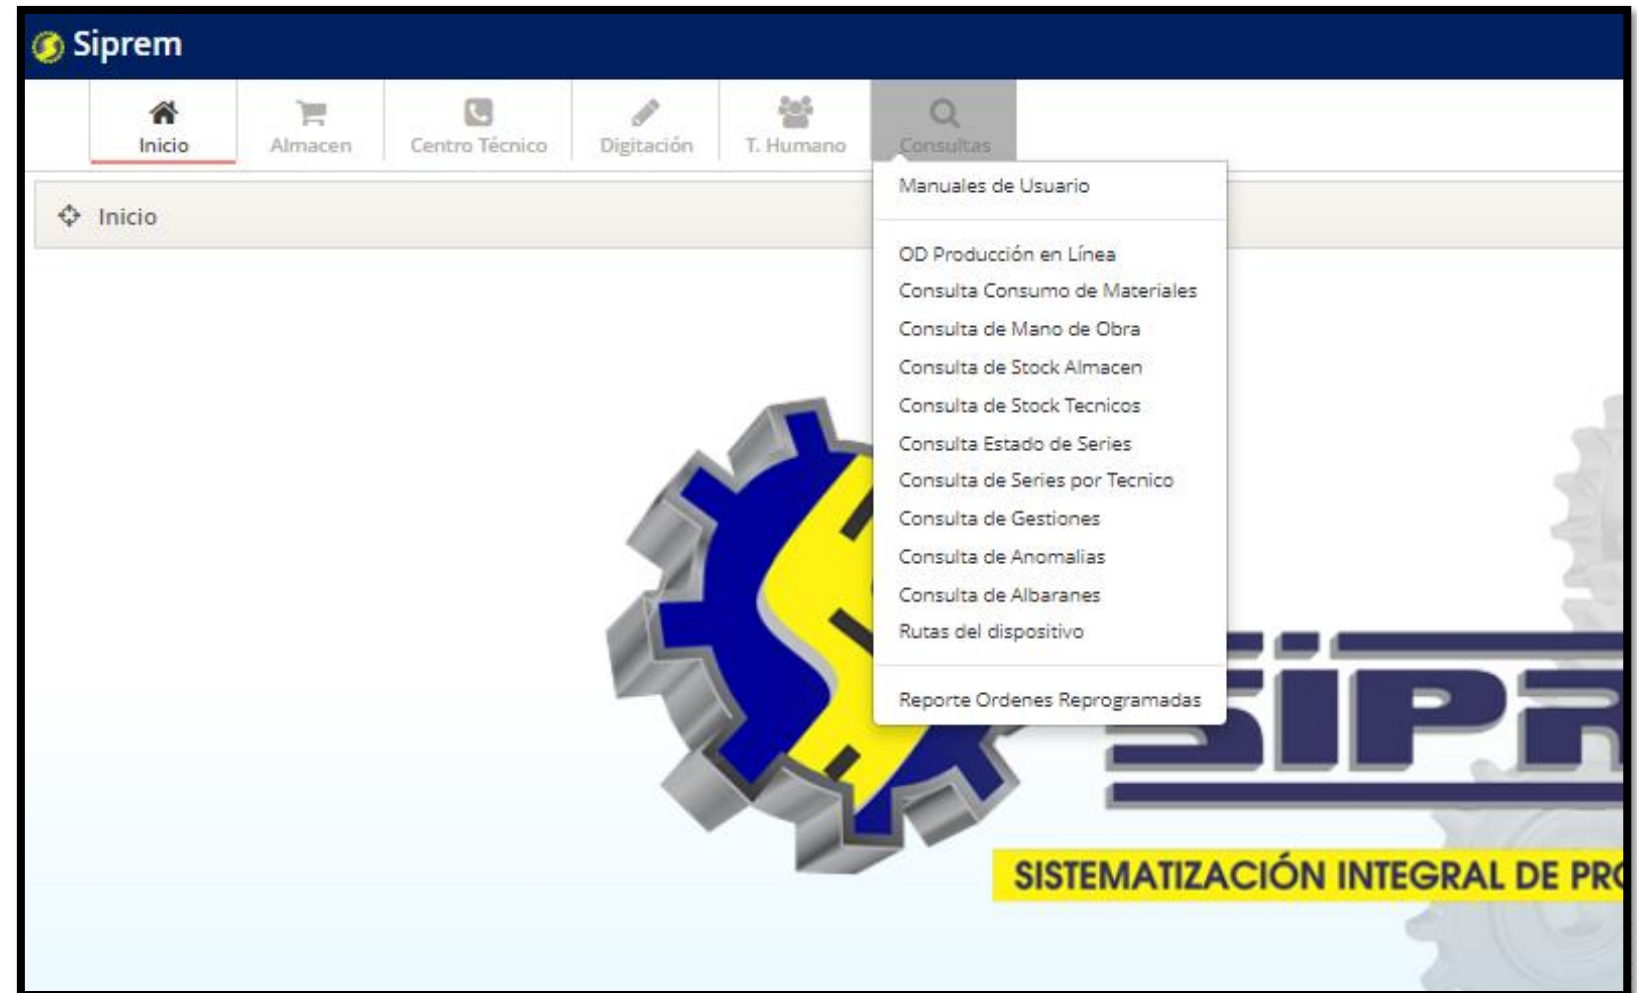 Siprem
Inicio
Almacen
Centro Técnico
Digitación
T. Humano
Consultas
Inicio
Manuales de Usuario
OD Producción en Línea
Consulta Consumo de Materiales
Consulta de Mano de Obra
Consulta de Stock Almacen
Consulta de Stock Tecnicos
Consulta Estado de Series
Consulta de Series por Tecnico
Consulta de Gestiones
Consulta de Anomalias
Consulta de Albaranes
Rutas del dispositivo
Reporte Ordenes Reprogramadas
SISTEMATIZACIÓN INTEGRAL DE